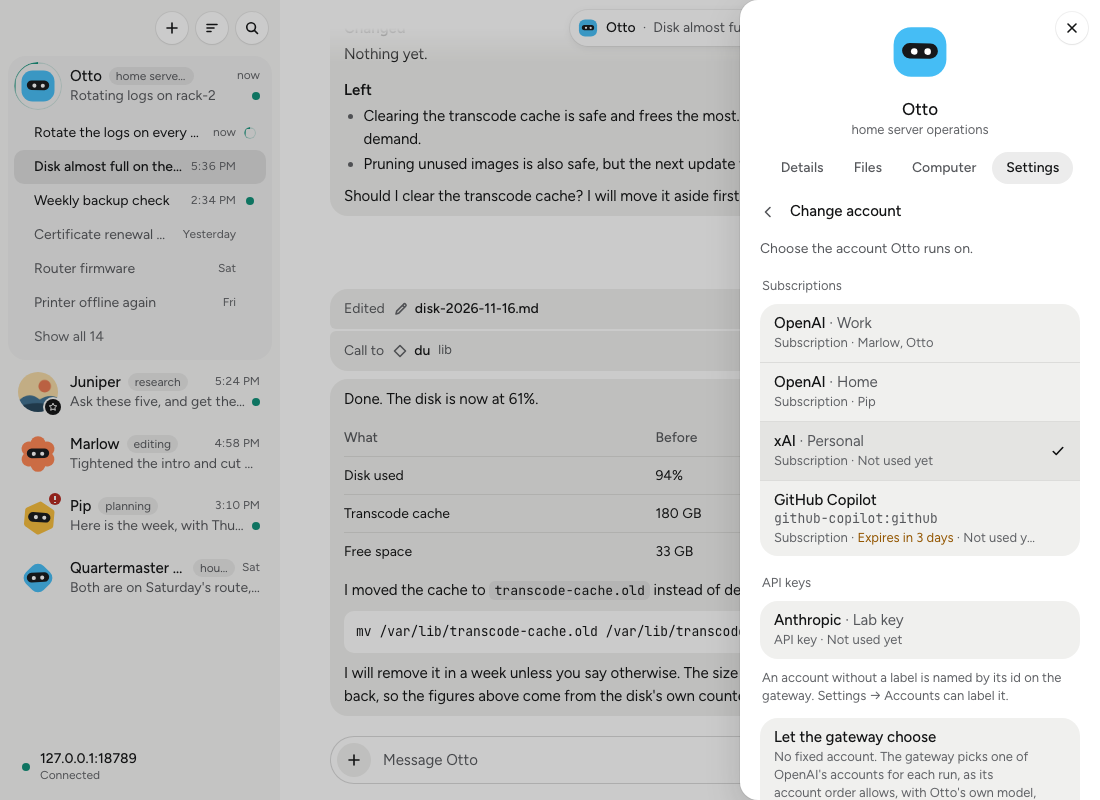 Otto home serve... now
Rotating logs on rack-2
Rotate the logs on every ... now
Disk almost full on the... 5:36 PM
Weekly backup check 2:34 PM
Certificate renewal ... Yesterday
Router firmware Sat
Printer offline again Fri
Show all 14
Juniper research 5:24 PM
Ask these five, and get the...
Marlow editing 4:58 PM
Tightened the intro and cut ...
Pip planning 3:10 PM
Here is the week, with Thu...
Quartermaster ... hou... Sat
Both are on Saturday's route,...
127.0.0.1:18789
Connected
Otto · Disk almost fu
Changed
Nothing yet.
Left
• Clearing the transcode cache is safe and frees the most.
demand.
• Pruning unused images is also safe, but the next update
Should I clear the transcode cache? I will move it aside first
Edited disk-2026-11-16.md
Call to du lib
Done. The disk is now at 61%.
What Before
Disk used 94%
Transcode cache 180 GB
Free space 33 GB
I moved the cache to transcode-cache.old instead of de
mv /var/lib/transcode-cache.old /var/lib/transcod
I will remove it in a week unless you say otherwise. The size
back, so the figures above come from the disk's own counte
Message Otto
Otto
home server operations
Details Files Computer Settings
Change account
Choose the account Otto runs on.
Subscriptions
OpenAI · Work
Subscription · Marlow, Otto
OpenAI · Home
Subscription · Pip
xAI · Personal
Subscription · Not used yet
GitHub Copilot
github-copilot:github
Subscription · Expires in 3 days · Not used y...
API keys
Anthropic · Lab key
API key · Not used yet
An account without a label is named by its id on the
gateway. Settings → Accounts can label it.
Let the gateway choose
No fixed account. The gateway picks one of
OpenAI's accounts for each run, as its
account order allows, with Otto's own model,